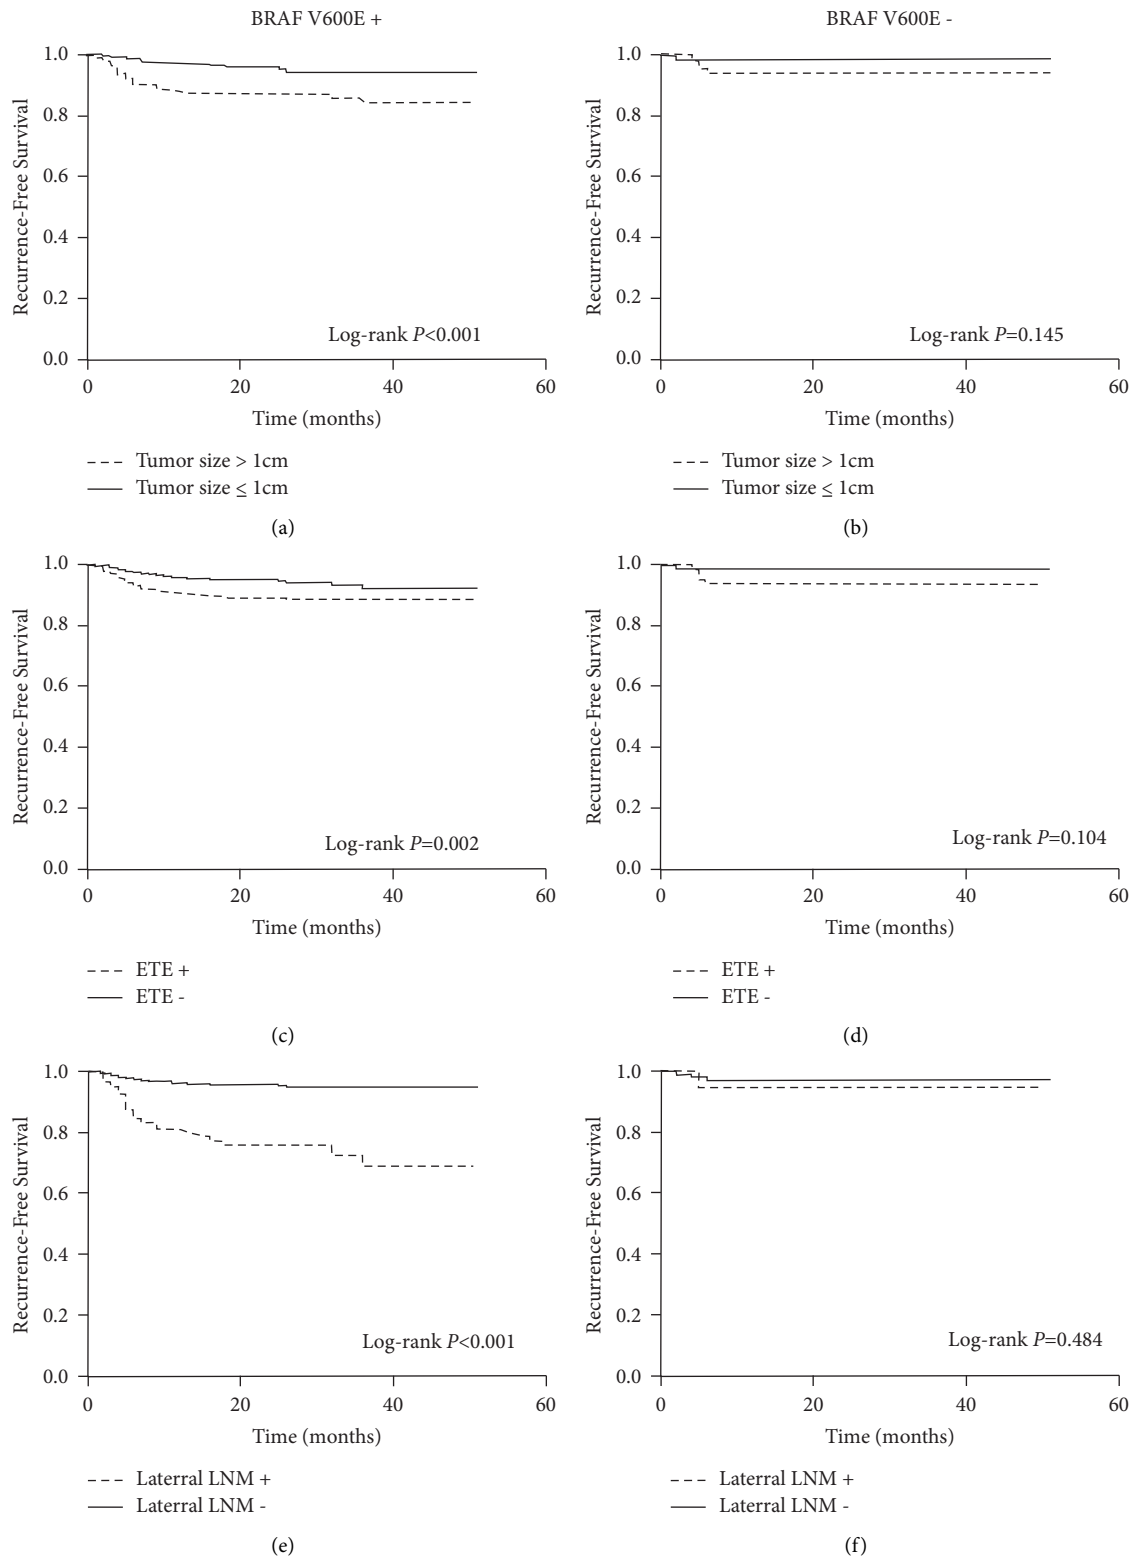 BRAF V600E +
BRAF V600E -
Recurrence-Free Survival
1.0
0.8
0.6
0.4
0.2
0.0
Log-rank P<0.001
0 20 40 60
Time (months)
Tumor size > 1cm
Tumor size ≤ 1cm
(a)
Recurrence-Free Survival
1.0
0.8
0.6
0.4
0.2
0.0
Log-rank P=0.145
0 20 40 60
Time (months)
Tumor size > 1cm
Tumor size ≤ 1cm
(b)
Recurrence-Free Survival
1.0
0.8
0.6
0.4
0.2
0.0
Log-rank P=0.002
0 20 40 60
Time (months)
ETE +
ETE -
(c)
Recurrence-Free Survival
1.0
0.8
0.6
0.4
0.2
0.0
Log-rank P=0.104
0 20 40 60
Time (months)
ETE +
ETE -
(d)
Recurrence-Free Survival
1.0
0.8
0.6
0.4
0.2
0.0
Log-rank P<0.001
0 20 40 60
Time (months)
Laterral LNM +
Laterral LNM -
(e)
Recurrence-Free Survival
1.0
0.8
0.6
0.4
0.2
0.0
Log-rank P=0.484
0 20 40 60
Time (months)
Laterral LNM +
Laterral LNM -
(f)